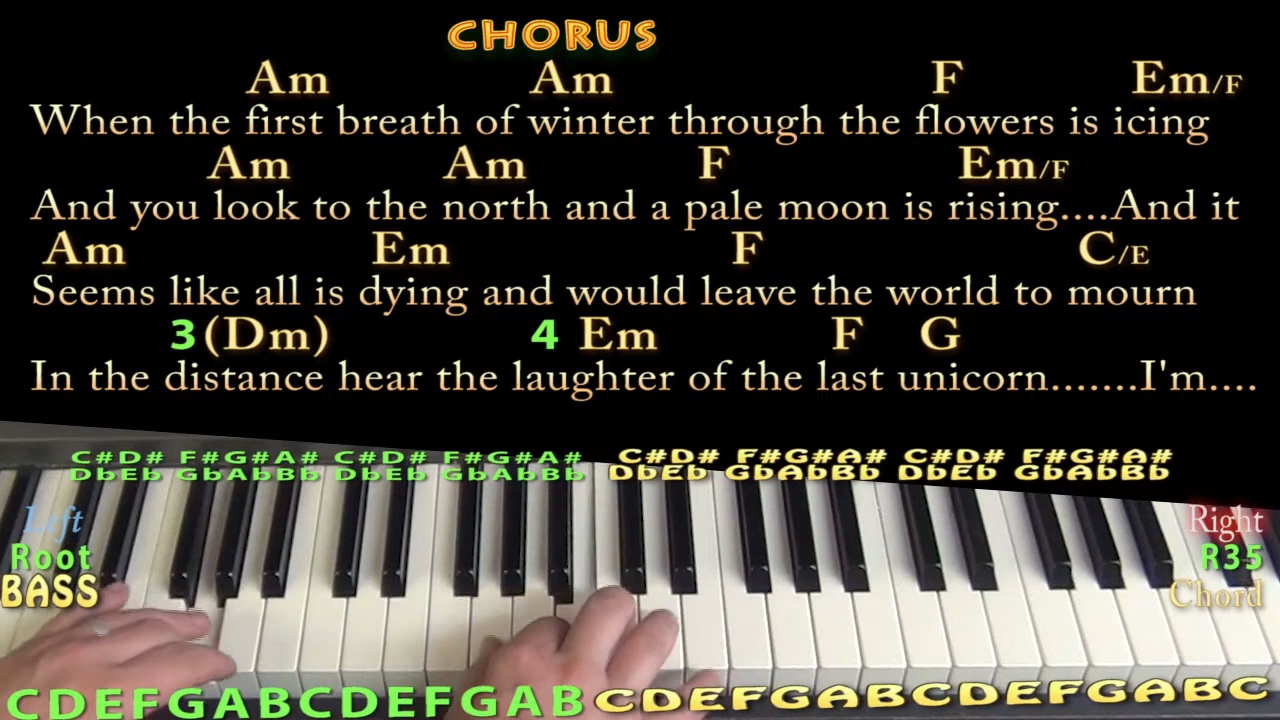 CHORUS
Am Am F Em/F
When the first breath of winter through the flowers is icing
Am Am F Em/F
And you look to the north and a pale moon is rising....And it
Am Em F C/E
Seems like all is dying and would leave the world to mourn
3 (Dm) 4 Em F G
In the distance hear the laughter of the last unicorn.......I'm....
C#D# F#G#A# C#D# F#G#A# C#D# F#G#A# C#D# F#G#A#
DbEb GbAbBb DbEb GbAbBb DbEb GbAbBb DbEb GbAbBb
Left Right
Root R35
BASS Chord
CDEFGABCDEFGAB CDEFGABCDEFGABC